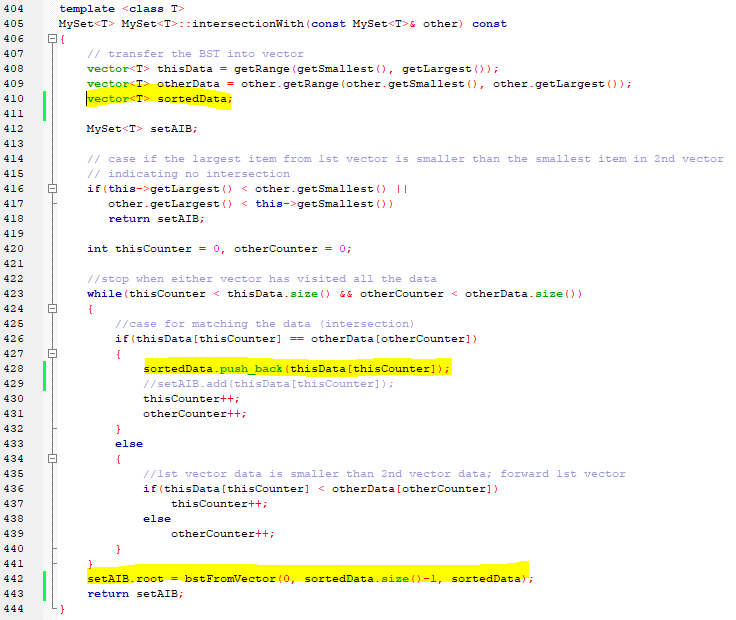 404 template <class T>
405 MySet<T> MySet<T>::intersectionWith(const MySet<T>& other) const
406 {
407 // transfer the BST into vector
408 vector<T> thisData = getRange(getSmallest(), getLargest());
409 vector<T> otherData = other.getRange(other.getSmallest(), other.getLargest());
410 vector<T> sortedData;
411
412 MySet<T> setAIB;
413
414 // case if the largest item from 1st vector is smaller than the smallest item in 2nd vector
415 // indicating no intersection
416 if(this->getLargest() < other.getSmallest() ||
417 other.getLargest() < this->getSmallest())
418 return setAIB;
419
420 int thisCounter = 0, otherCounter = 0;
421
422 //stop when either vector has visited all the data
423 while(thisCounter < thisData.size() && otherCounter < otherData.size())
424 {
425 //case for matching the data (intersection)
426 if(thisData[thisCounter] == otherData[otherCounter])
427 {
428 sortedData.push_back(thisData[thisCounter]);
429 //setAIB.add(thisData[thisCounter]);
430 thisCounter++;
431 otherCounter++;
432 }
433 else
434 {
435 //1st vector data is smaller than 2nd vector data; forward 1st vector
436 if(thisData[thisCounter] < otherData[otherCounter])
437 thisCounter++;
438 else
439 otherCounter++;
440 }
441 }
442 setAIB.root = bstFromVector(0, sortedData.size()-1, sortedData);
443 return setAIB;
444 }